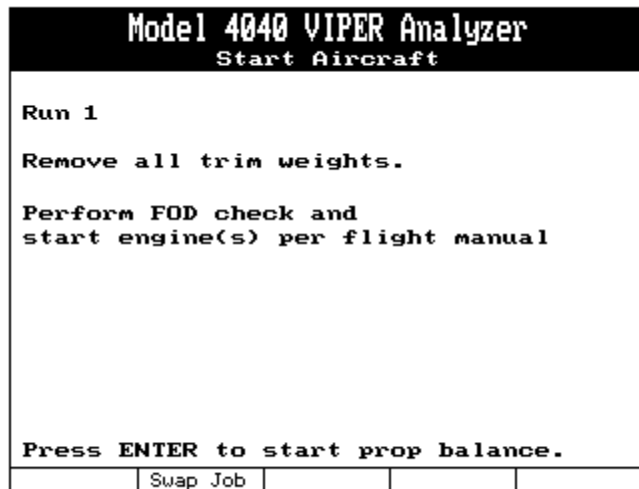 Model 4040 VIPER Analyzer
Start Aircraft
Run 1
Remove all trim weights.
Perform FOD check and
start engine(s) per flight manual
Press ENTER to start prop balance.
Swap Job